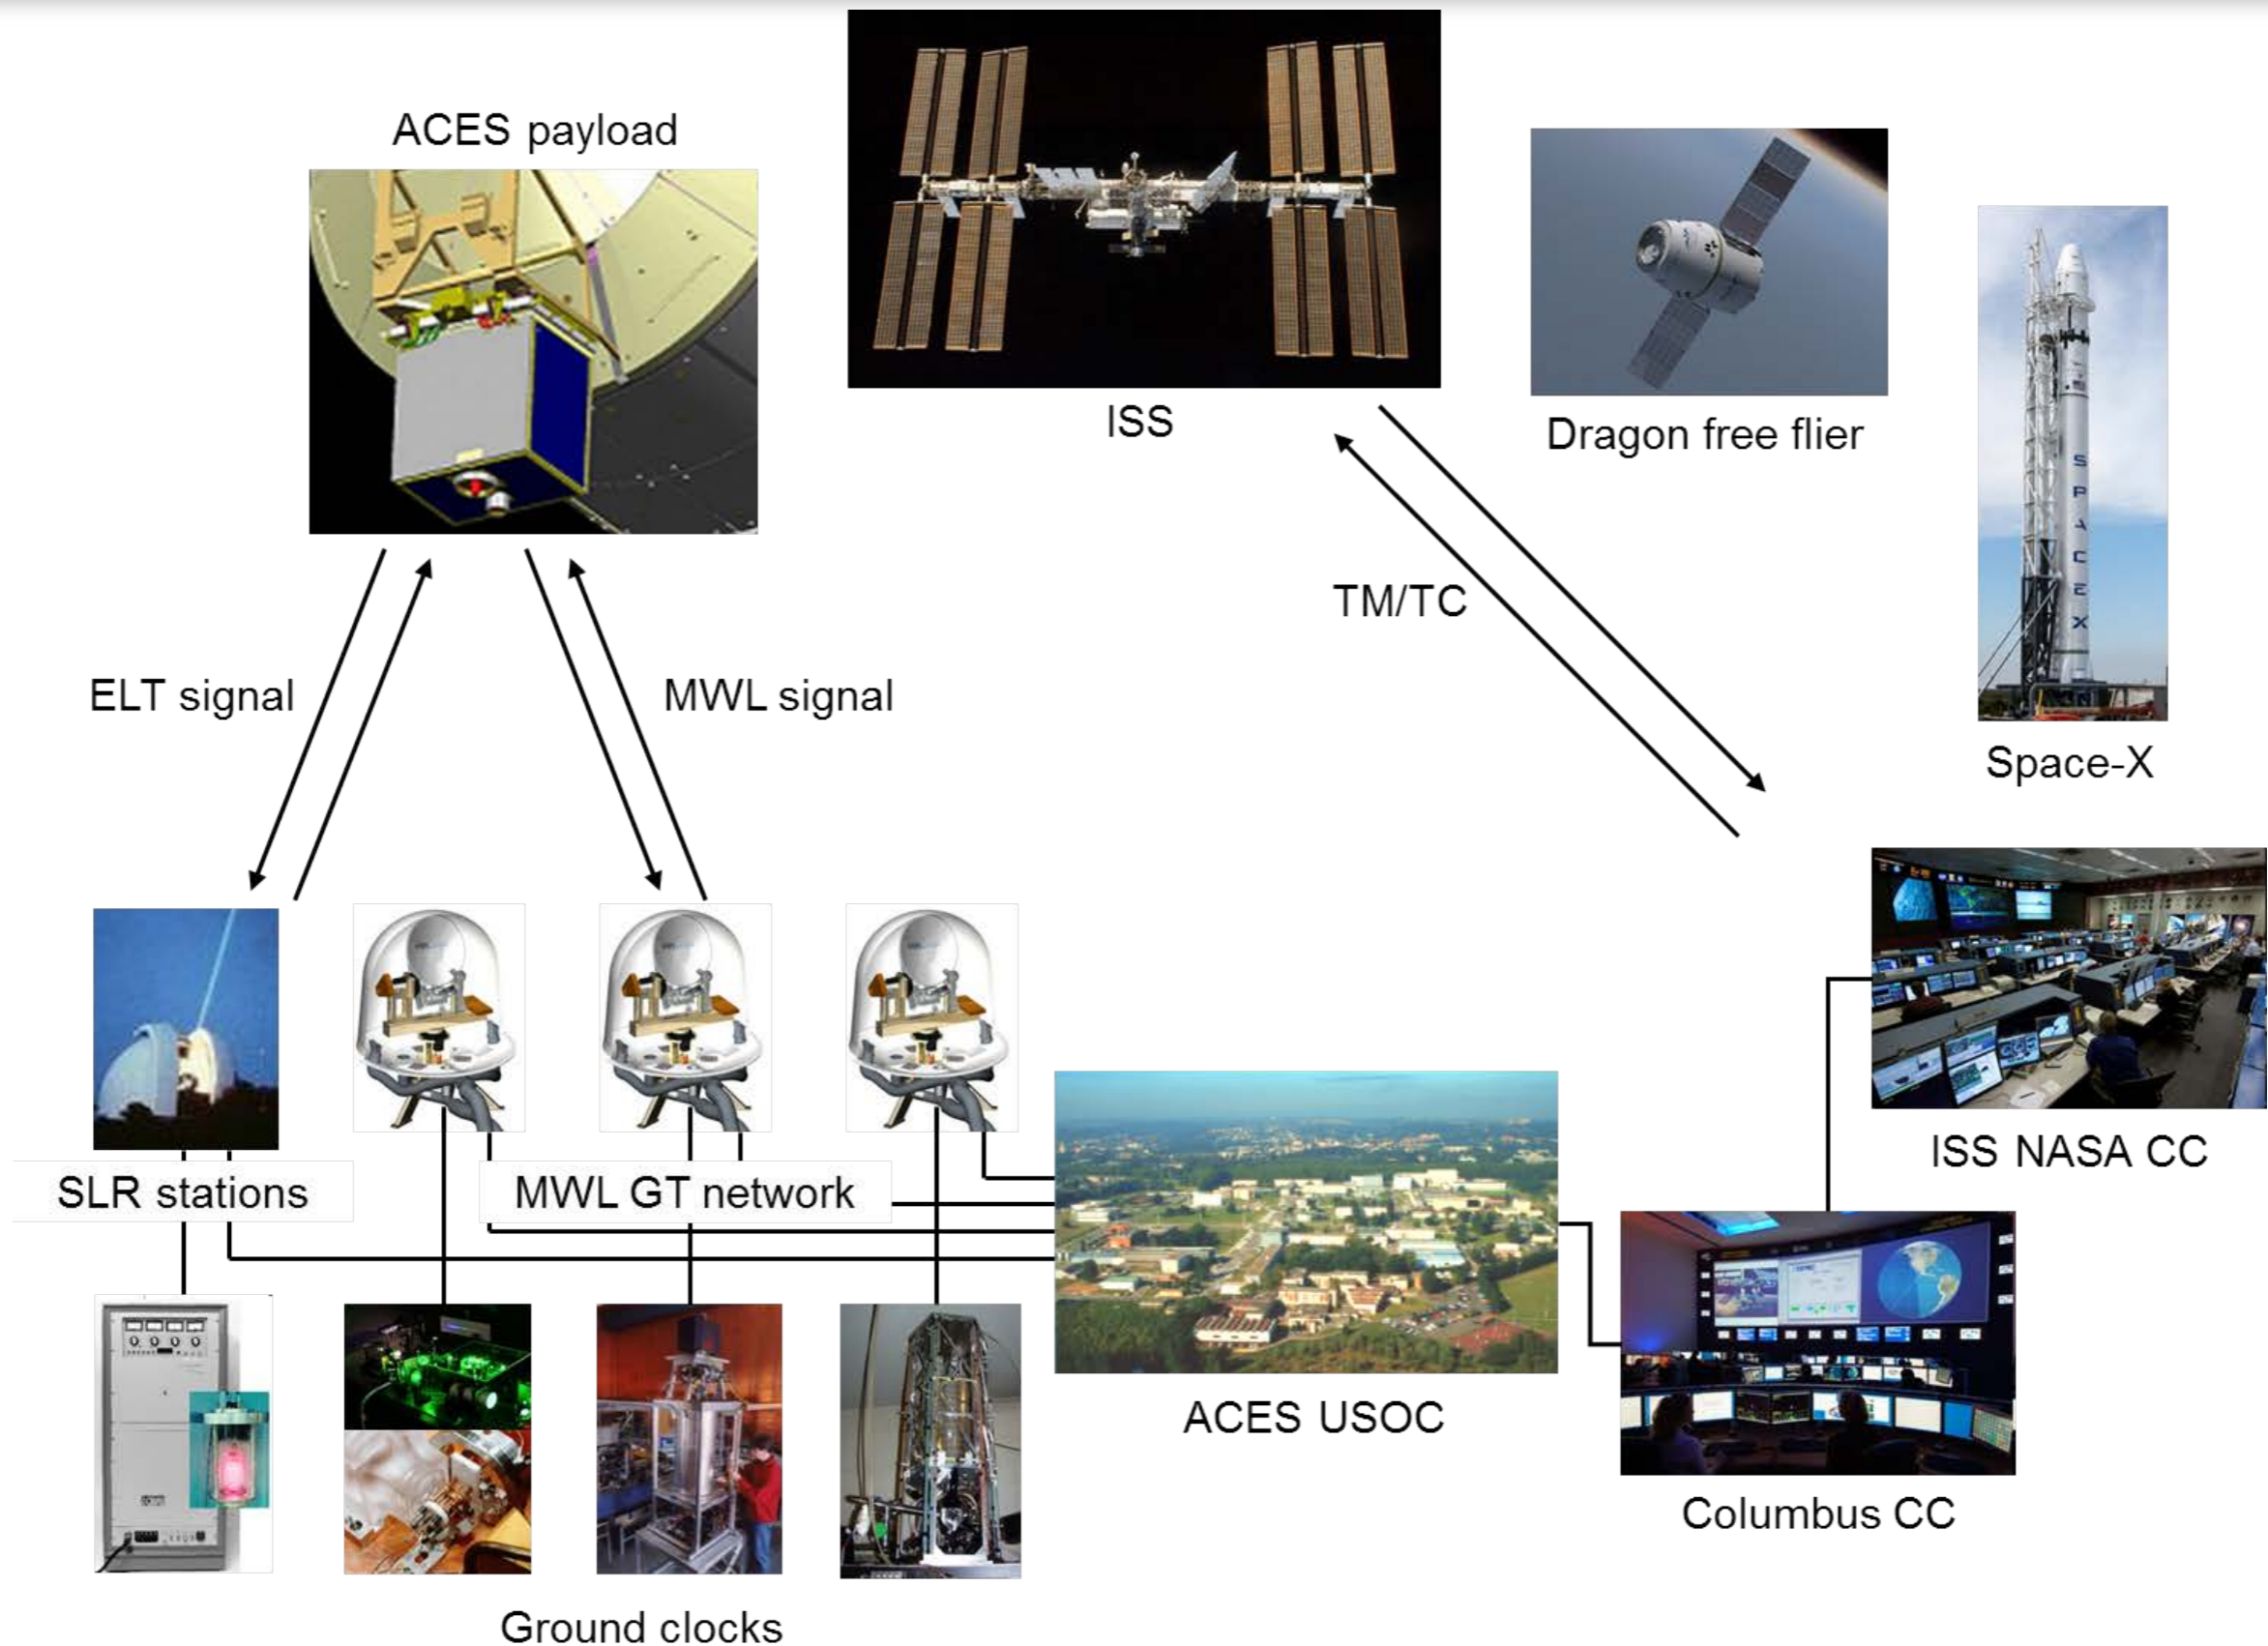 ACES payload
ISS
Dragon free flier
SPACEX
Space-X
TM/TC
ELT signal
MWL signal
ISS NASA CC
SLR stations
MWL GT network
ACES USOC
Columbus CC
Ground clocks